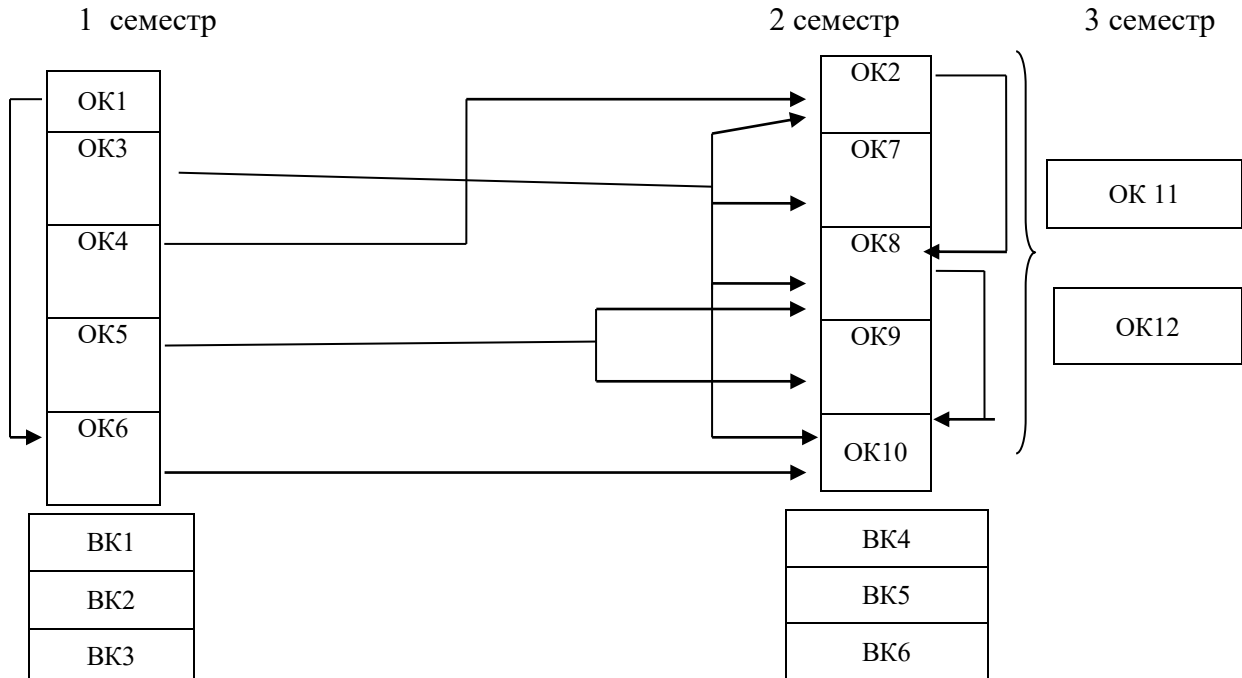 1 семестр
2 семестр
3 семестр
ОК1
ОК3
ОК4
ОК5
ОК6
ВК1
ВК2
ВК3
ОК2
ОК7
ОК8
ОК9
ОК10
ВК4
ВК5
ВК6
ОК 11
ОК12